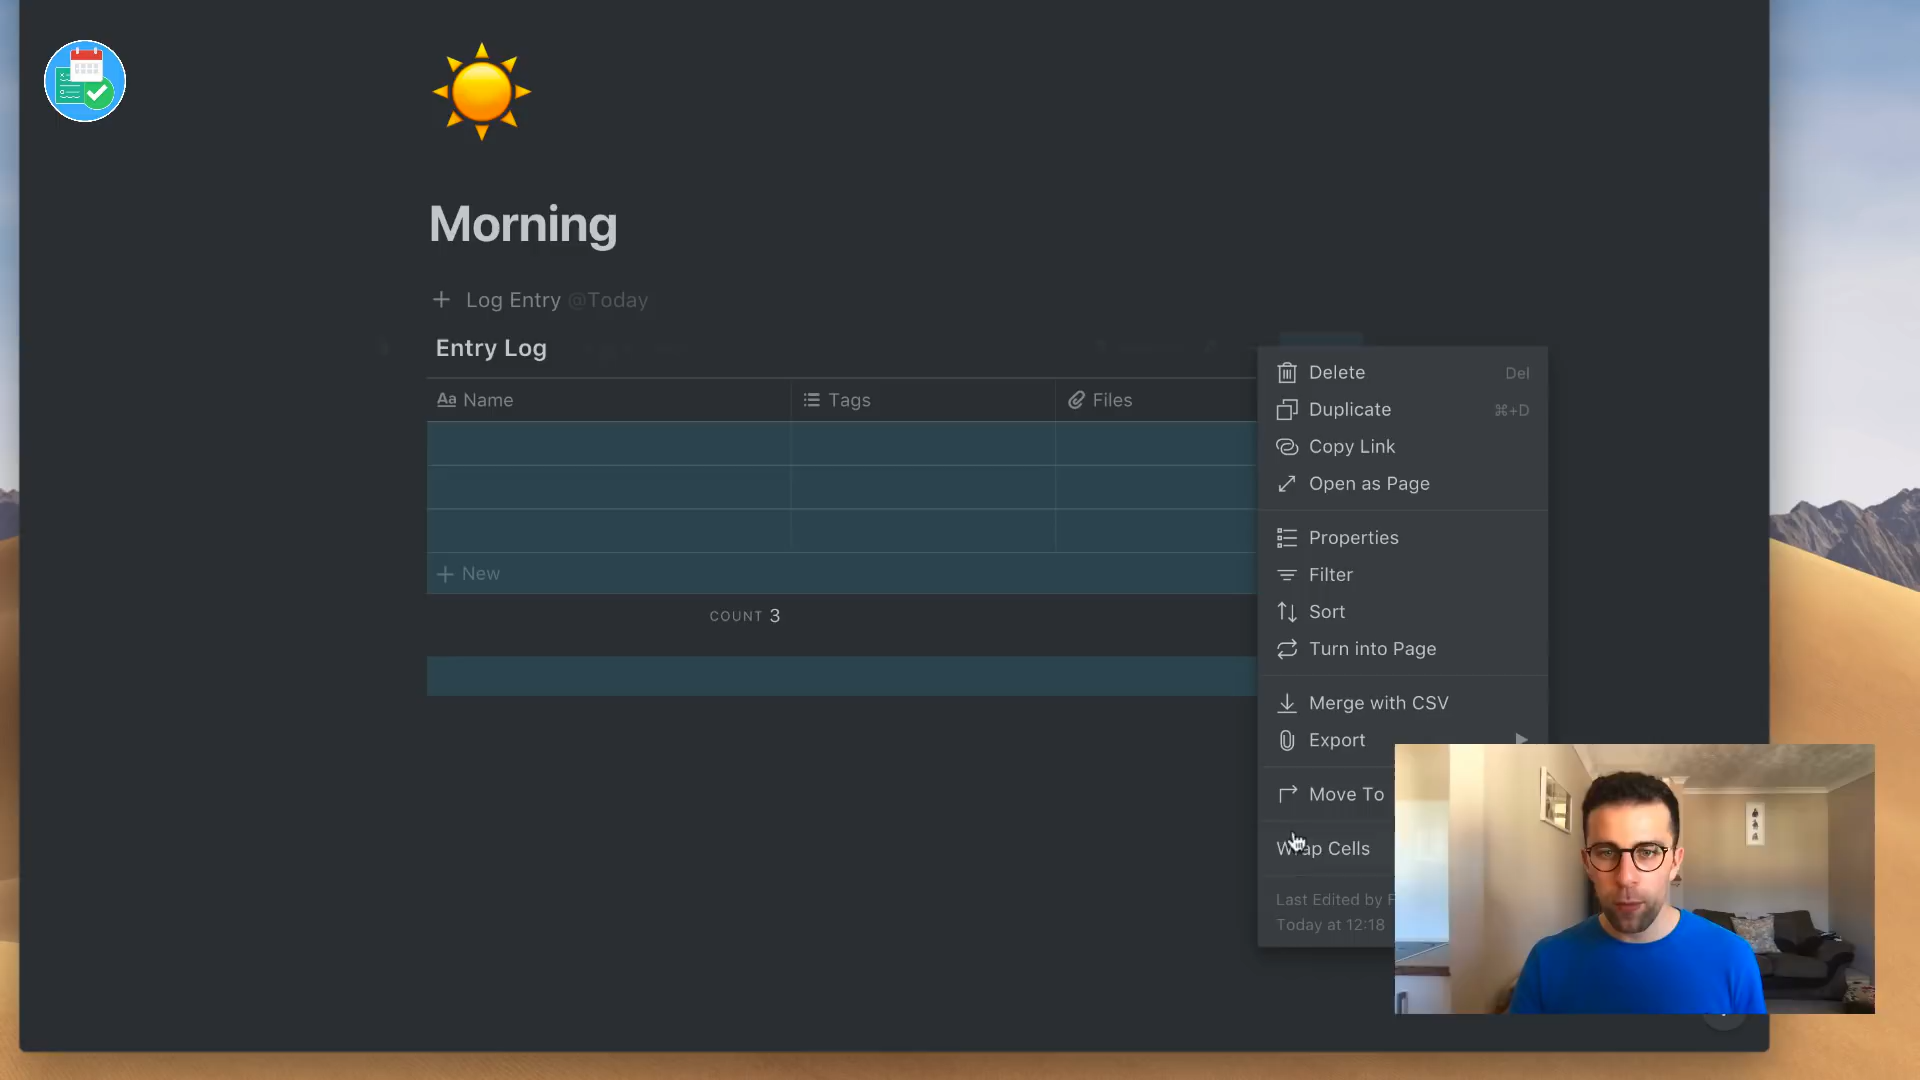 Morning
+ Log Entry @Today
Entry Log
Aa Name
Tags
Files
+ New
COUNT 3
Delete Del
Duplicate ⌘+D
Copy Link
Open as Page
Properties
Filter
Sort
Turn into Page
Merge with CSV
Export
Move To
Wrap Cells
Last Edited by
Today at 12:18